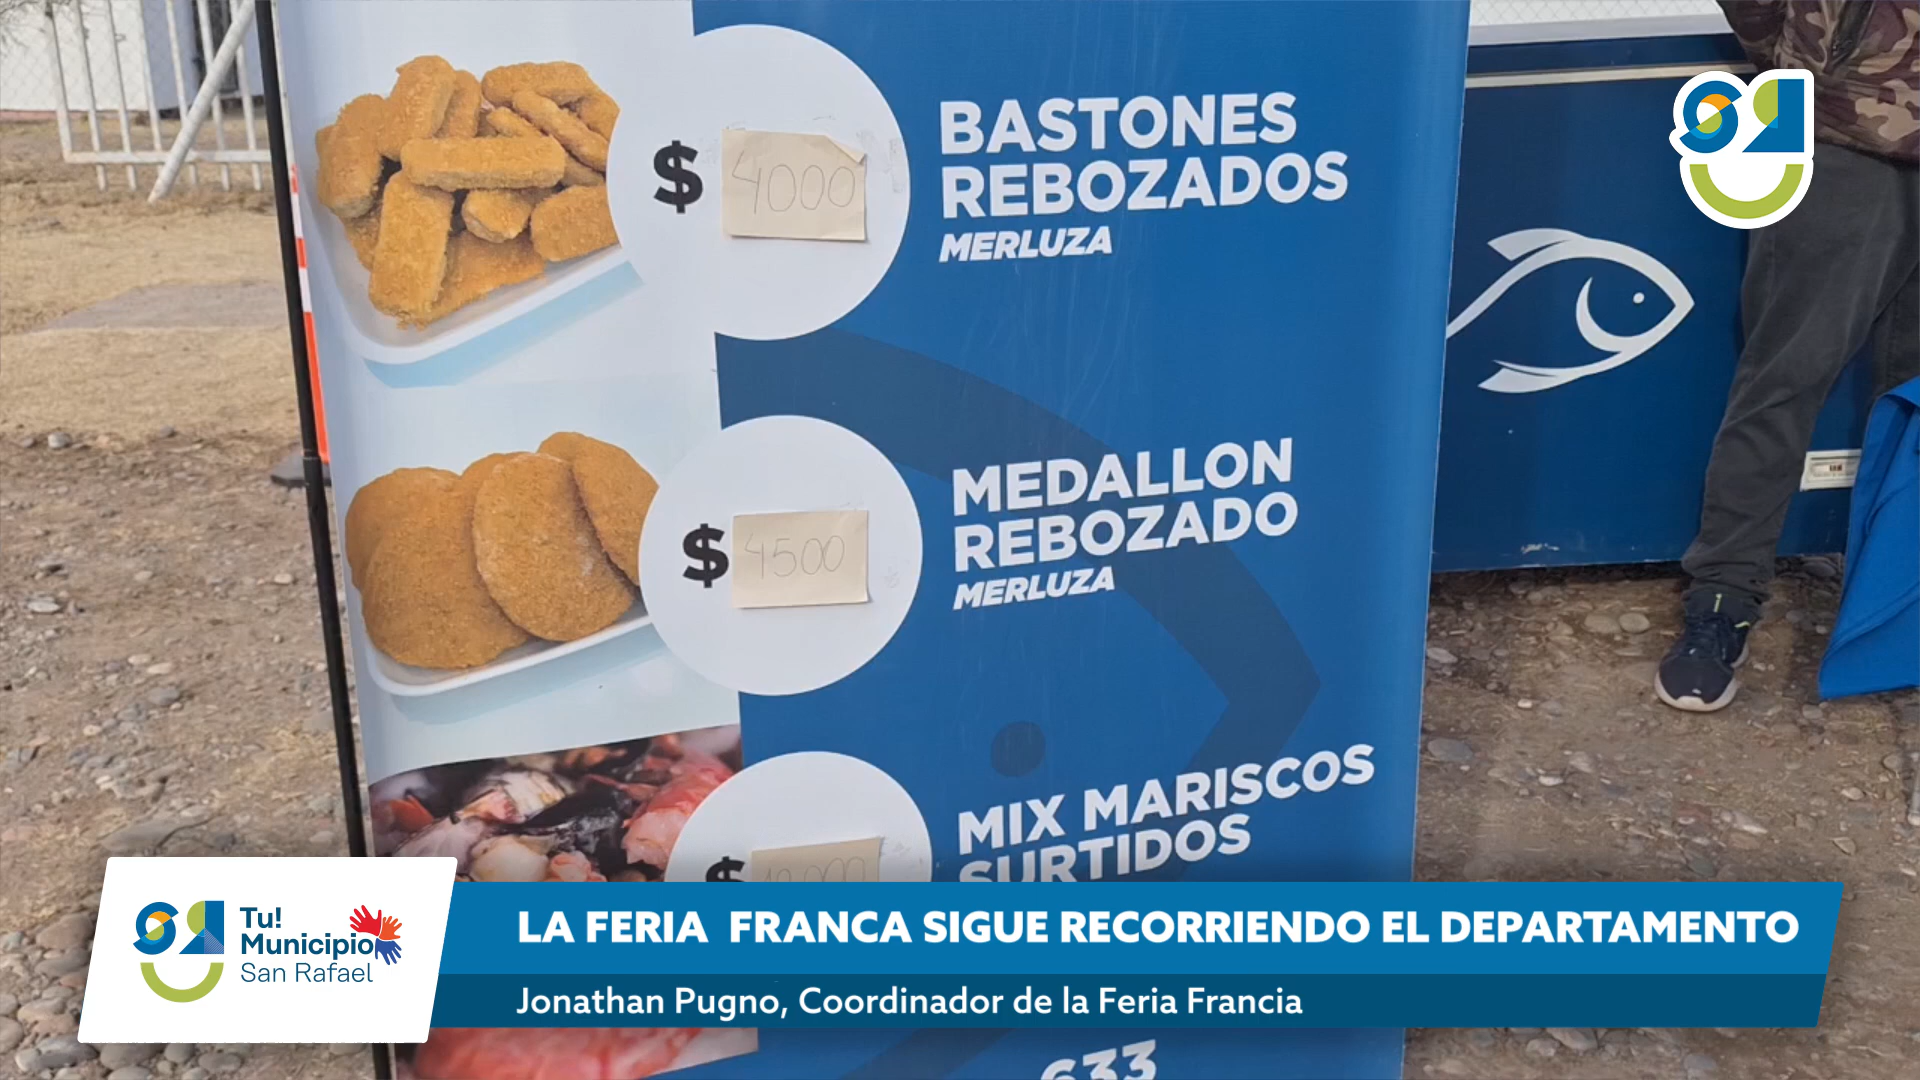 $ 4000
BASTONES
REBOZADOS
MERLUZA
$ 4500
MEDALLON
REBOZADO
MERLUZA
$
MIX MARISCOS
SURTIDOS
Tu!
Municipio
San Rafael
LA FERIA  FRANCA SIGUE RECORRIENDO EL DEPARTAMENTO
Jonathan Pugno, Coordinador de la Feria Francia
633